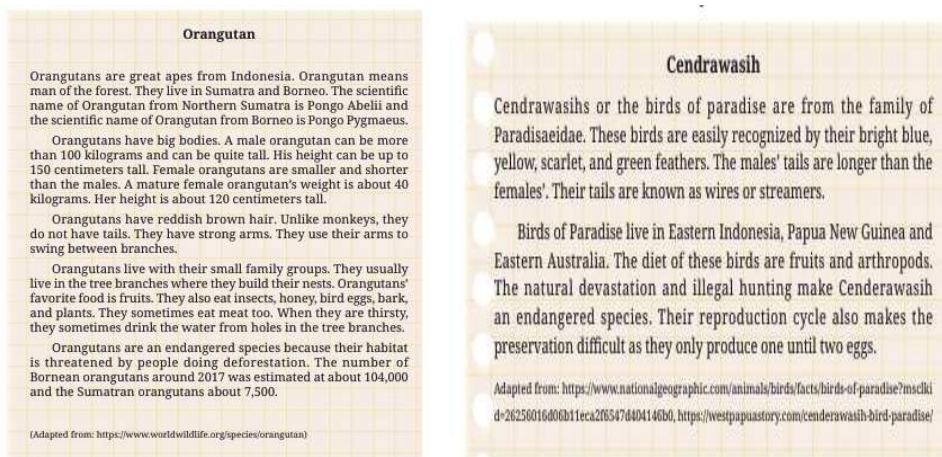 Orangutan
Orangutans are great apes from Indonesia. Orangutan means
man of the forest. They live in Sumatra and Borneo. The scientific
name of Orangutan from Northern Sumatra is Pongo Abelii and
the scientific name of Orangutan from Borneo is Pongo Pygmaeus.
Orangutans have big bodies. A male orangutan can be more
than 100 kilograms and can be quite tall. His height can be up to
150 centimeters tall. Female orangutans are smaller and shorter
than the males. A mature female orangutan's weight is about 40
kilograms. Her height is about 120 centimeters tall.
Orangutans have reddish brown hair. Unlike monkeys, they
do not have tails. They have strong arms. They use their arms to
swing between branches.
Orangutans live with their small family groups. They usually
live in the tree branches where they build their nests. Orangutans'
favorite food is fruits. They also eat insects, honey, bird eggs, bark,
and plants. They sometimes eat meat too. When they are thirsty,
they sometimes drink the water from holes in the tree branches.
Orangutans are an endangered species because their habitat
is threatened by people doing deforestation. The number of
Bornean orangutans around 2017 was estimated at about 104,000
and the Sumatran orangutans about 7,500.
(Adapted from: https://www.worldwildlife.org/species/orangutan)
Cendrawasih
Cendrawasihs or the birds of paradise are from the family of
Paradisaeidae. These birds are easily recognized by their bright blue,
yellow, scarlet, and green feathers. The males' tails are longer than the
females'. Their tails are known as wires or streamers.
Birds of Paradise live in Eastern Indonesia, Papua New Guinea and
Eastern Australia. The diet of these birds are fruits and arthropods.
The natural devastation and illegal hunting make Cenderawasih
an endangered species. Their reproduction cycle also makes the
preservation difficult as they only produce one until two eggs.
Adapted from: https://www.nationalgeographic.com/animals/birds/facts/birds-of-paradise?msclki
d=26256016d06b11eca2f6547d404146b0, https://westpapuastory.com/cenderawasih-bird-paradise/